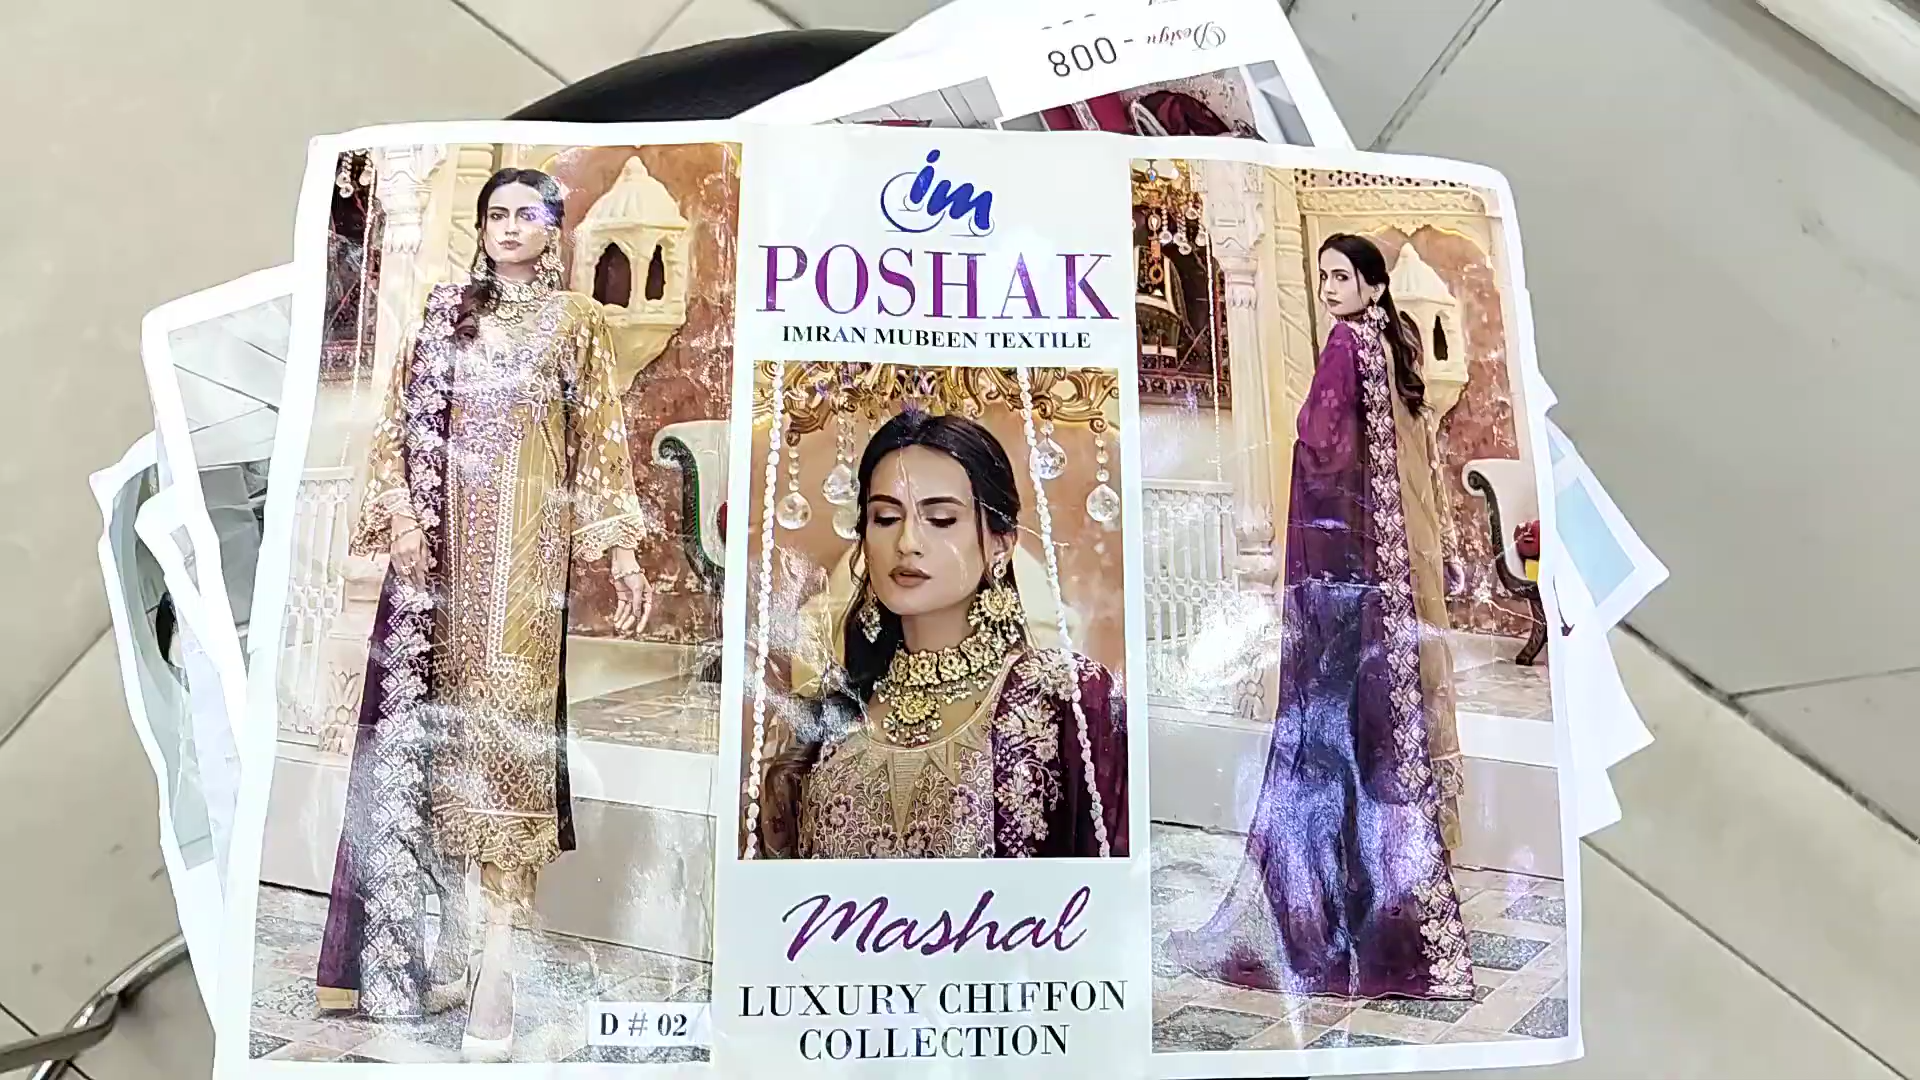 Design - 008
im
POSHAK
IMRAN MUBEEN TEXTILE
Mashal
LUXURY CHIFFON
COLLECTION
D # 02